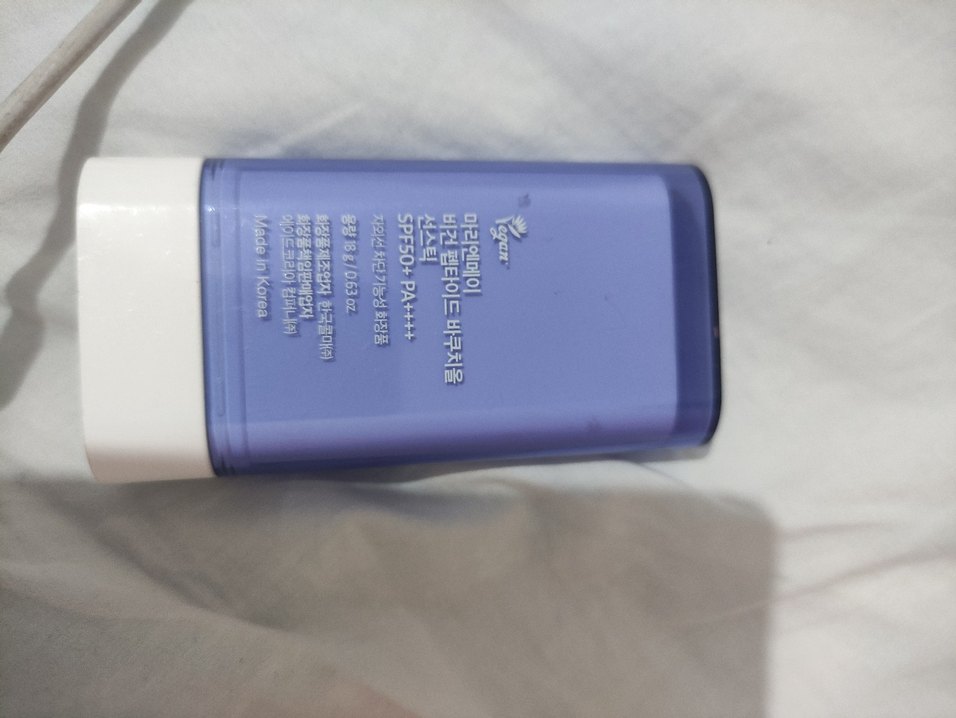 Vegan
마리엔메이
비건 펩타이드 바쿠치올
선스틱
SPF50+ PA++++
자외선 차단 기능성 화장품
용량 18 g / 0.63 oz
화장품제조업자 한국콜마㈜
화장품책임판매업자
에이드코리아 컴퍼니㈜
Made in Korea